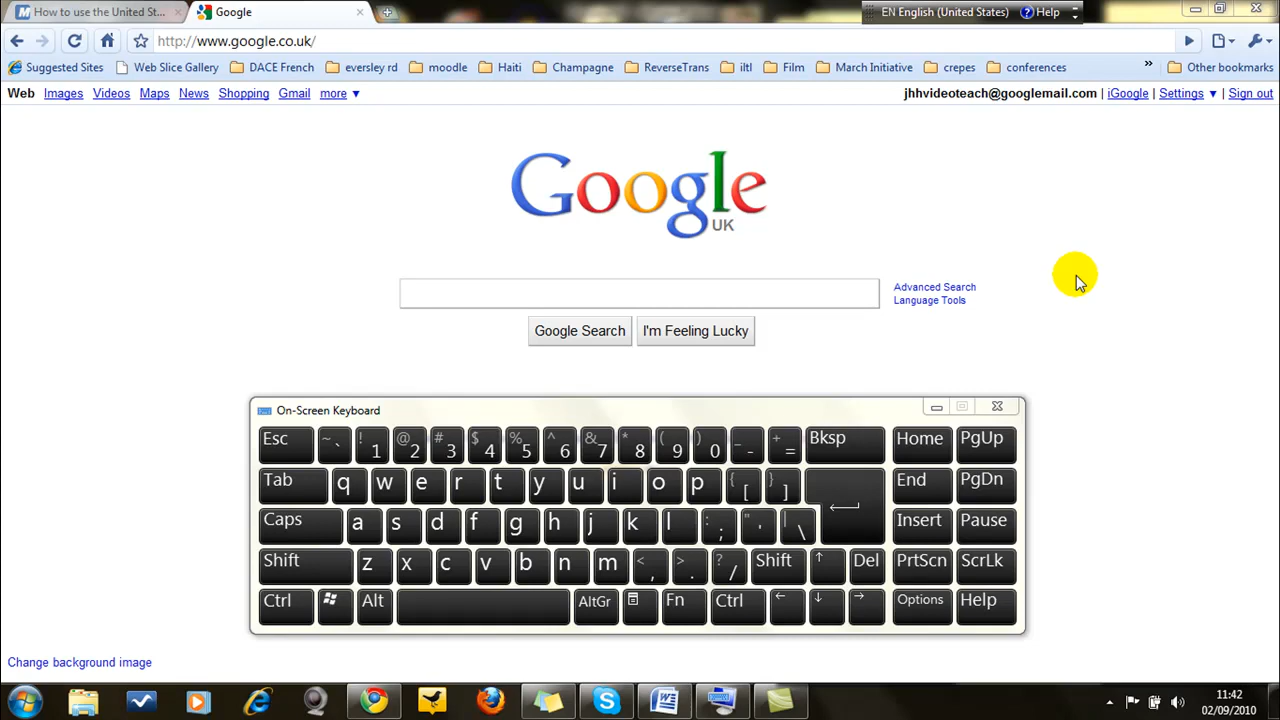 How to use the United St...
Google
EN English (United States) Help
http://www.google.co.uk/
Suggested Sites Web Slice Gallery DACE French eversley rd moodle Haiti Champagne ReverseTrans iltl Film March Initiative crepes conferences » Other bookmarks
Web Images Videos Maps News Shopping Gmail more ▼ jhhvideoteach@googlemail.com | iGoogle | Settings ▼ | Sign out
Google
UK
Advanced Search
Language Tools
Google Search I'm Feeling Lucky
On-Screen Keyboard
Esc ~ ` ! 1 @ 2 # 3 $ 4 % 5 ^ 6 & 7 * 8 ( 9 ) 0 _ - + = Bksp Home PgUp
Tab q w e r t y u i o p { [ } ] End PgDn
Caps a s d f g h j k l : ; " ' | \ Insert Pause
Shift z x c v b n m < , > . ? / Shift ↑ Del PrtScn ScrLk
Ctrl Alt AltGr Fn Ctrl ← ↓ → Options Help
Change background image
11:42
02/09/2010